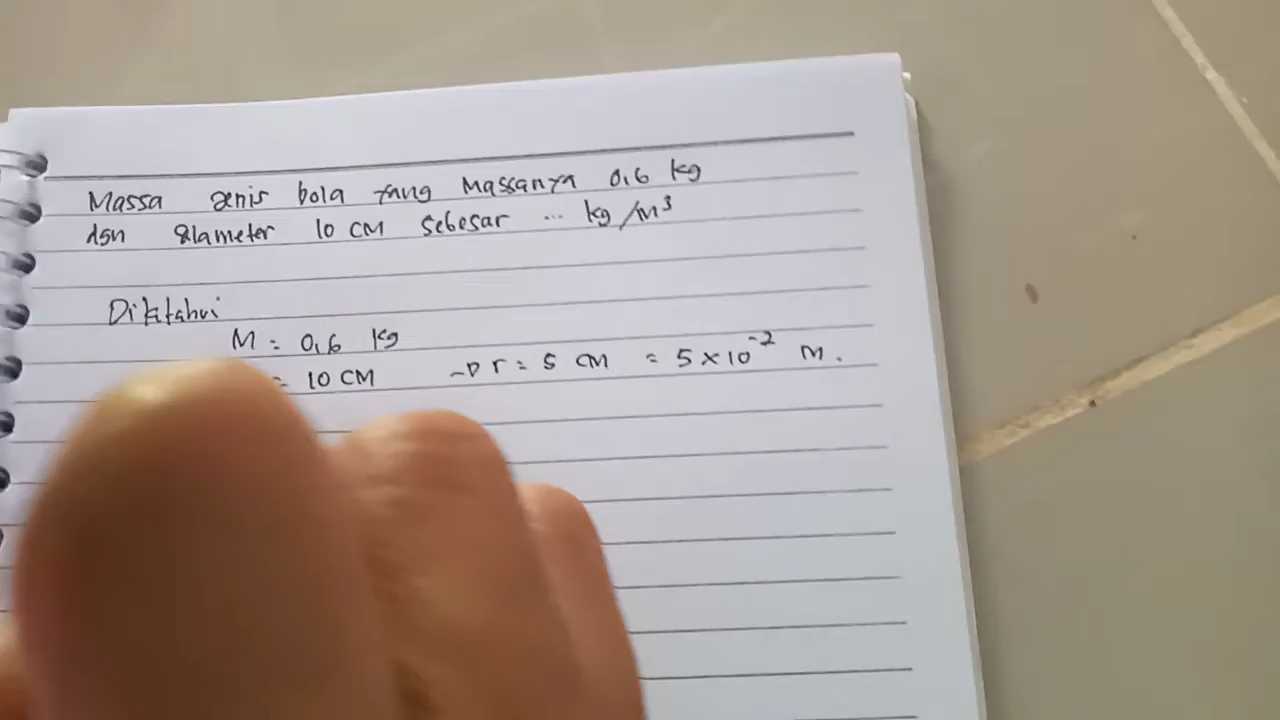 Massa jenis bola yang Massanya 0,6 kg
dgn diameter 10 CM sebesar ... kg/M³
Diketahui
M = 0,6 kg
= 10 CM → r = 5 CM = 5 × 10⁻² M.